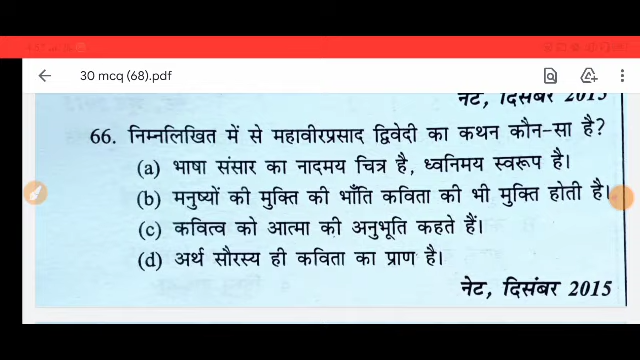 30 mcq (68).pdf
नेट, दिसंबर 2015
66. निम्नलिखित में से महावीरप्रसाद द्विवेदी का कथन कौन-सा है?
(a) भाषा संसार का नादमय चित्र है, ध्वनिमय स्वरूप है।
(b) मनुष्यों की मुक्ति की भाँति कविता की भी मुक्ति होती है।
(c) कवित्व को आत्मा की अनुभूति कहते हैं।
(d) अर्थ सौरस्य ही कविता का प्राण है।
नेट, दिसंबर 2015